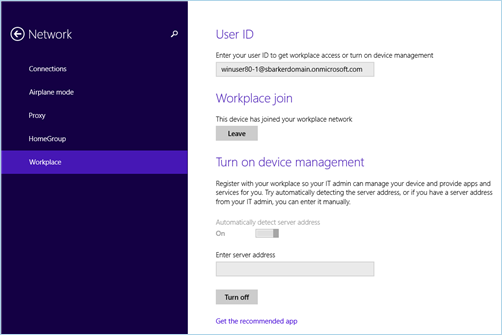 Network
Connections
Airplane mode
Proxy
HomeGroup
Workplace
User ID
Enter your user ID to get workplace access or turn on device management
winuser80-1@sbarkerdomain.onmicrosoft.com
Workplace join
This device has joined your workplace network
Leave
Turn on device management
Register with your workplace so your IT admin can manage your device and provide apps and
services for you. Try automatically detecting the server address, or if you have a server address
from your IT admin, you can enter it manually.
Automatically detect server address
On
Enter server address
Turn off
Get the recommended app